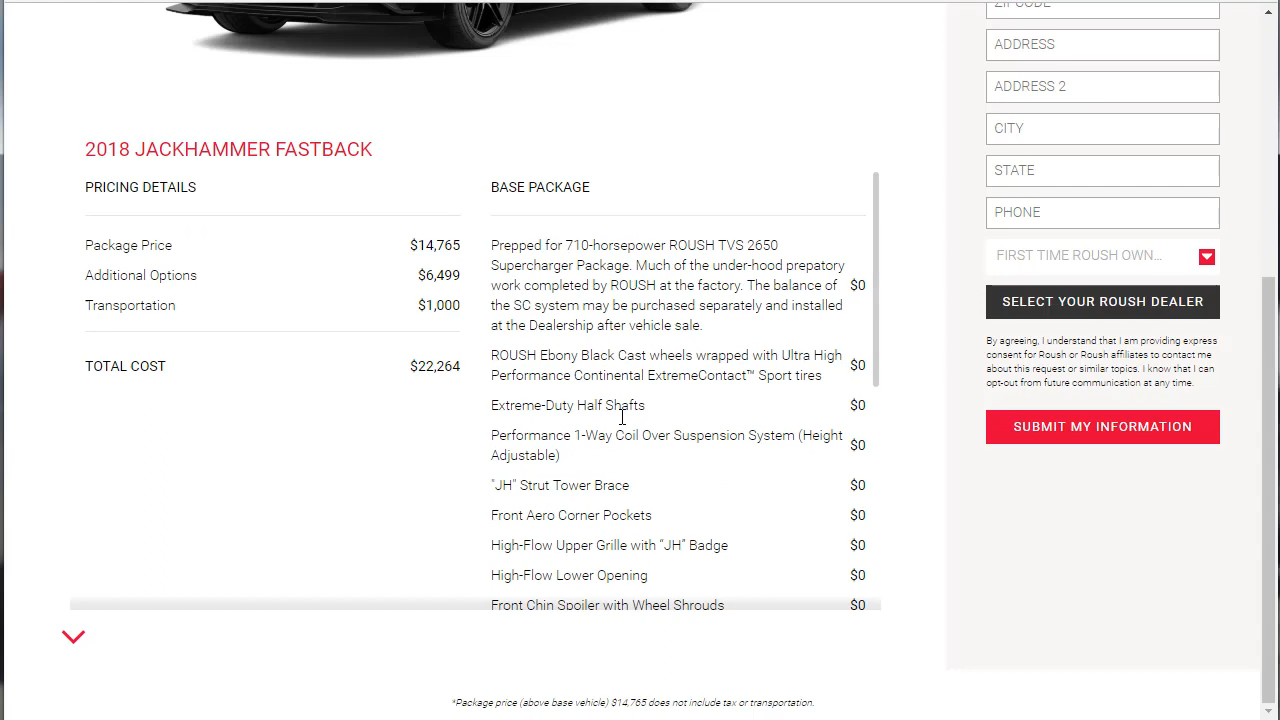 2018 JACKHAMMER FASTBACK
PRICING DETAILS
Package Price $14,765
Additional Options $6,499
Transportation $1,000
TOTAL COST $22,264
BASE PACKAGE
Prepped for 710-horsepower ROUSH TVS 2650
Supercharger Package. Much of the under-hood prepatory
work completed by ROUSH at the factory. The balance of $0
the SC system may be purchased separately and installed
at the Dealership after vehicle sale.
ROUSH Ebony Black Cast wheels wrapped with Ultra High
Performance Continental ExtremeContact™ Sport tires $0
Extreme-Duty Half Shafts $0
Performance 1-Way Coil Over Suspension System (Height
Adjustable) $0
"JH" Strut Tower Brace $0
Front Aero Corner Pockets $0
High-Flow Upper Grille with “JH” Badge $0
High-Flow Lower Opening $0
Front Chin Spoiler with Wheel Shrouds $0
*Package price (above base vehicle) $14,765 does not include tax or transportation.
ZIPCODE
ADDRESS
ADDRESS 2
CITY
STATE
PHONE
FIRST TIME ROUSH OWN...
SELECT YOUR ROUSH DEALER
By agreeing, I understand that I am providing express
consent for Roush or Roush affiliates to contact me
about this request or similar topics. I know that I can
opt-out from future communication at any time.
SUBMIT MY INFORMATION